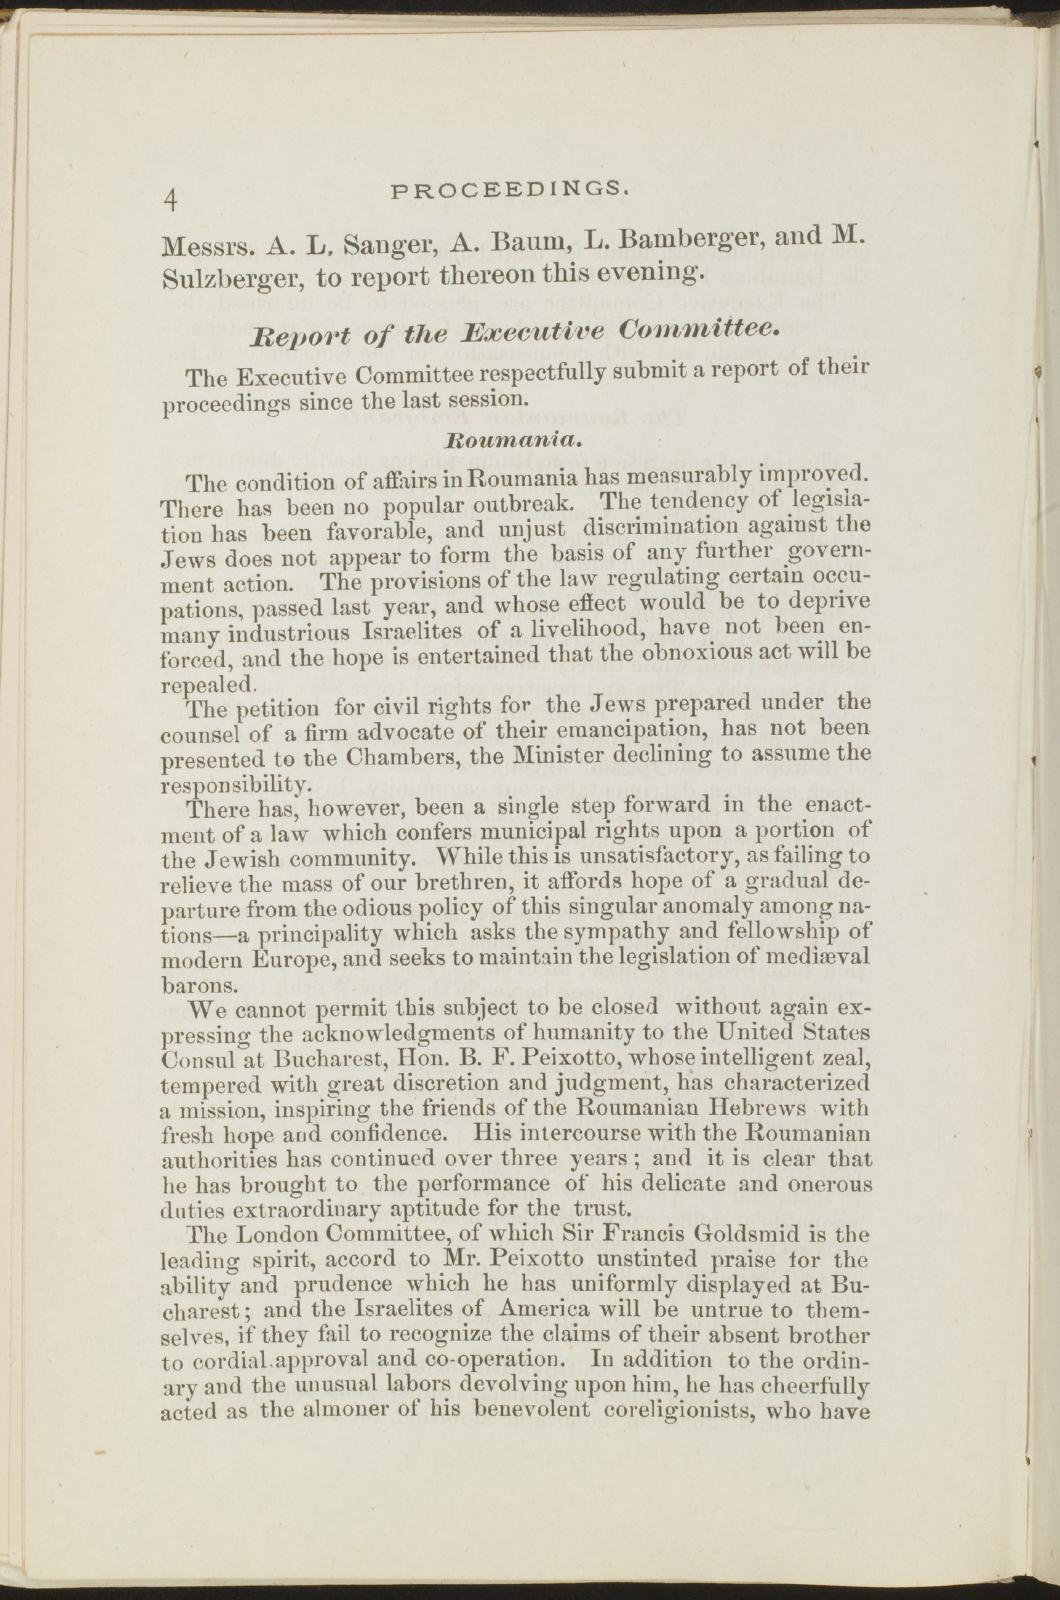 4
PROCEEDINGS.
Messrs. A. L. Sanger, A. Baum, L. Bamberger, and M.
Sulzberger, to report thereon this evening.
Report of the Executive Committee.
The Executive Committee respectfully submit a report of their
proceedings since the last session.
Roumania.
The condition of affairs in Roumania has measurably improved.
There has been no popular outbreak. The tendency of legisla-
tion has been favorable, and unjust discrimination against the
Jews does not appear to form the basis of any further govern-
ment action. The provisions of the law regulating certain occu-
pations, passed last year, and whose effect would be to deprive
many industrious Israelites of a livelihood, have not been en-
forced, and the hope is entertained that the obnoxious act will be
repealed.
The petition for civil rights for the Jews prepared under the
counsel of a firm advocate of their emancipation, has not been
presented to the Chambers, the Minister declining to assume the
responsibility.
There has, however, been a single step forward in the enact-
ment of a law which confers municipal rights upon a portion of
the Jewish community. While this is unsatisfactory, as failing to
relieve the mass of our brethren, it affords hope of a gradual de-
parture from the odious policy of this singular anomaly among na-
tions—a principality which asks the sympathy and fellowship of
modern Europe, and seeks to maintain the legislation of mediæval
barons.
We cannot permit this subject to be closed without again ex-
pressing the acknowledgments of humanity to the United States
Consul at Bucharest, Hon. B. F. Peixotto, whose intelligent zeal,
tempered with great discretion and judgment, has characterized
a mission, inspiring the friends of the Roumanian Hebrews with
fresh hope and confidence. His intercourse with the Roumanian
authorities has continued over three years; and it is clear that
he has brought to the performance of his delicate and onerous
duties extraordinary aptitude for the trust.
The London Committee, of which Sir Francis Goldsmid is the
leading spirit, accord to Mr. Peixotto unstinted praise for the
ability and prudence which he has uniformly displayed at Bu-
charest; and the Israelites of America will be untrue to them-
selves, if they fail to recognize the claims of their absent brother
to cordial approval and co-operation. In addition to the ordin-
ary and the unusual labors devolving upon him, he has cheerfully
acted as the almoner of his benevolent coreligionists, who have